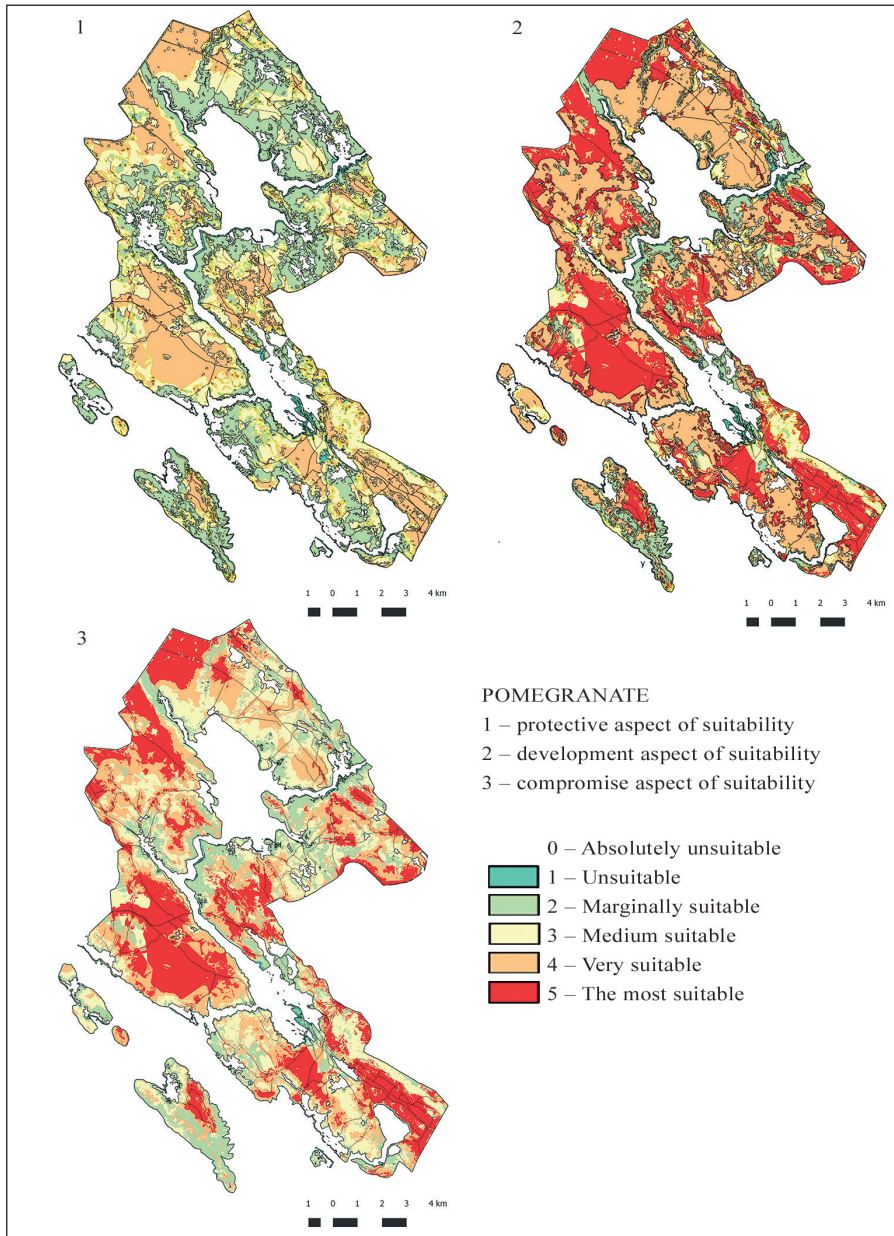 1
2
1 0 1 2 3 4 km
y
1 0 1 2 3 4 km
3
POMEGRANATE
1 – protective aspect of suitability
2 – development aspect of suitability
3 – compromise aspect of suitability
0 – Absolutely unsuitable
1 – Unsuitable
2 – Marginally suitable
3 – Medium suitable
4 – Very suitable
5 – The most suitable
1 0 1 2 3 4 km